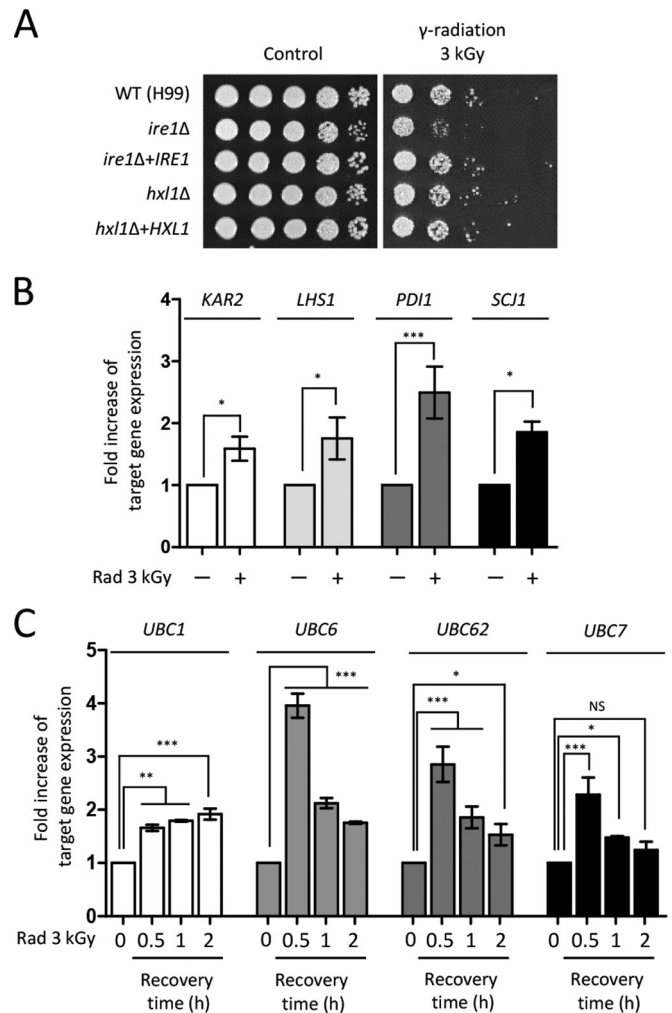 A
Control
γ-radiation
3 kGy
WT (H99)
ire1Δ
ire1Δ+IRE1
hxl1Δ
hxl1Δ+HXL1
B
KAR2 LHS1 PDI1 SCJ1
Fold increase of
target gene expression
4
3
2
1
0
* * *** *
Rad 3 kGy — + — + — + — +
C
UBC1 UBC6 UBC62 UBC7
Fold increase of
target gene expression
5
4
3
2
1
0
** *** *** *** * *** * NS
Rad 3 kGy 0 0.5 1 2 0 0.5 1 2 0 0.5 1 2 0 0.5 1 2
Recovery Recovery Recovery Recovery
time (h) time (h) time (h) time (h)